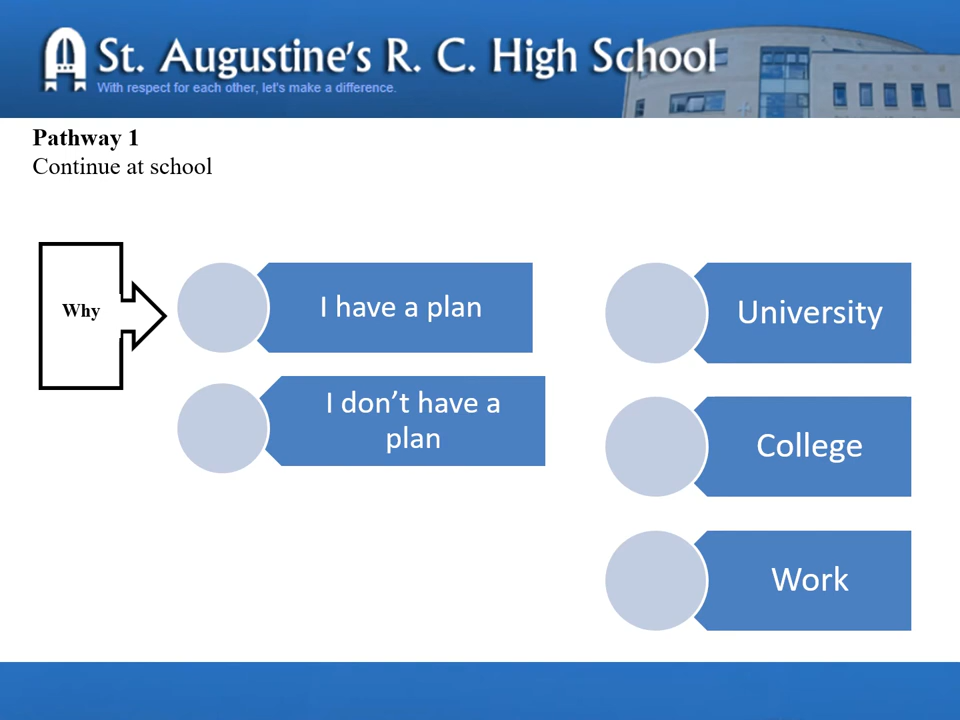 St. Augustine's R. C. High School
With respect for each other, let's make a difference.
Pathway 1
Continue at school
Why
I have a plan
I don’t have a
plan
University
College
Work